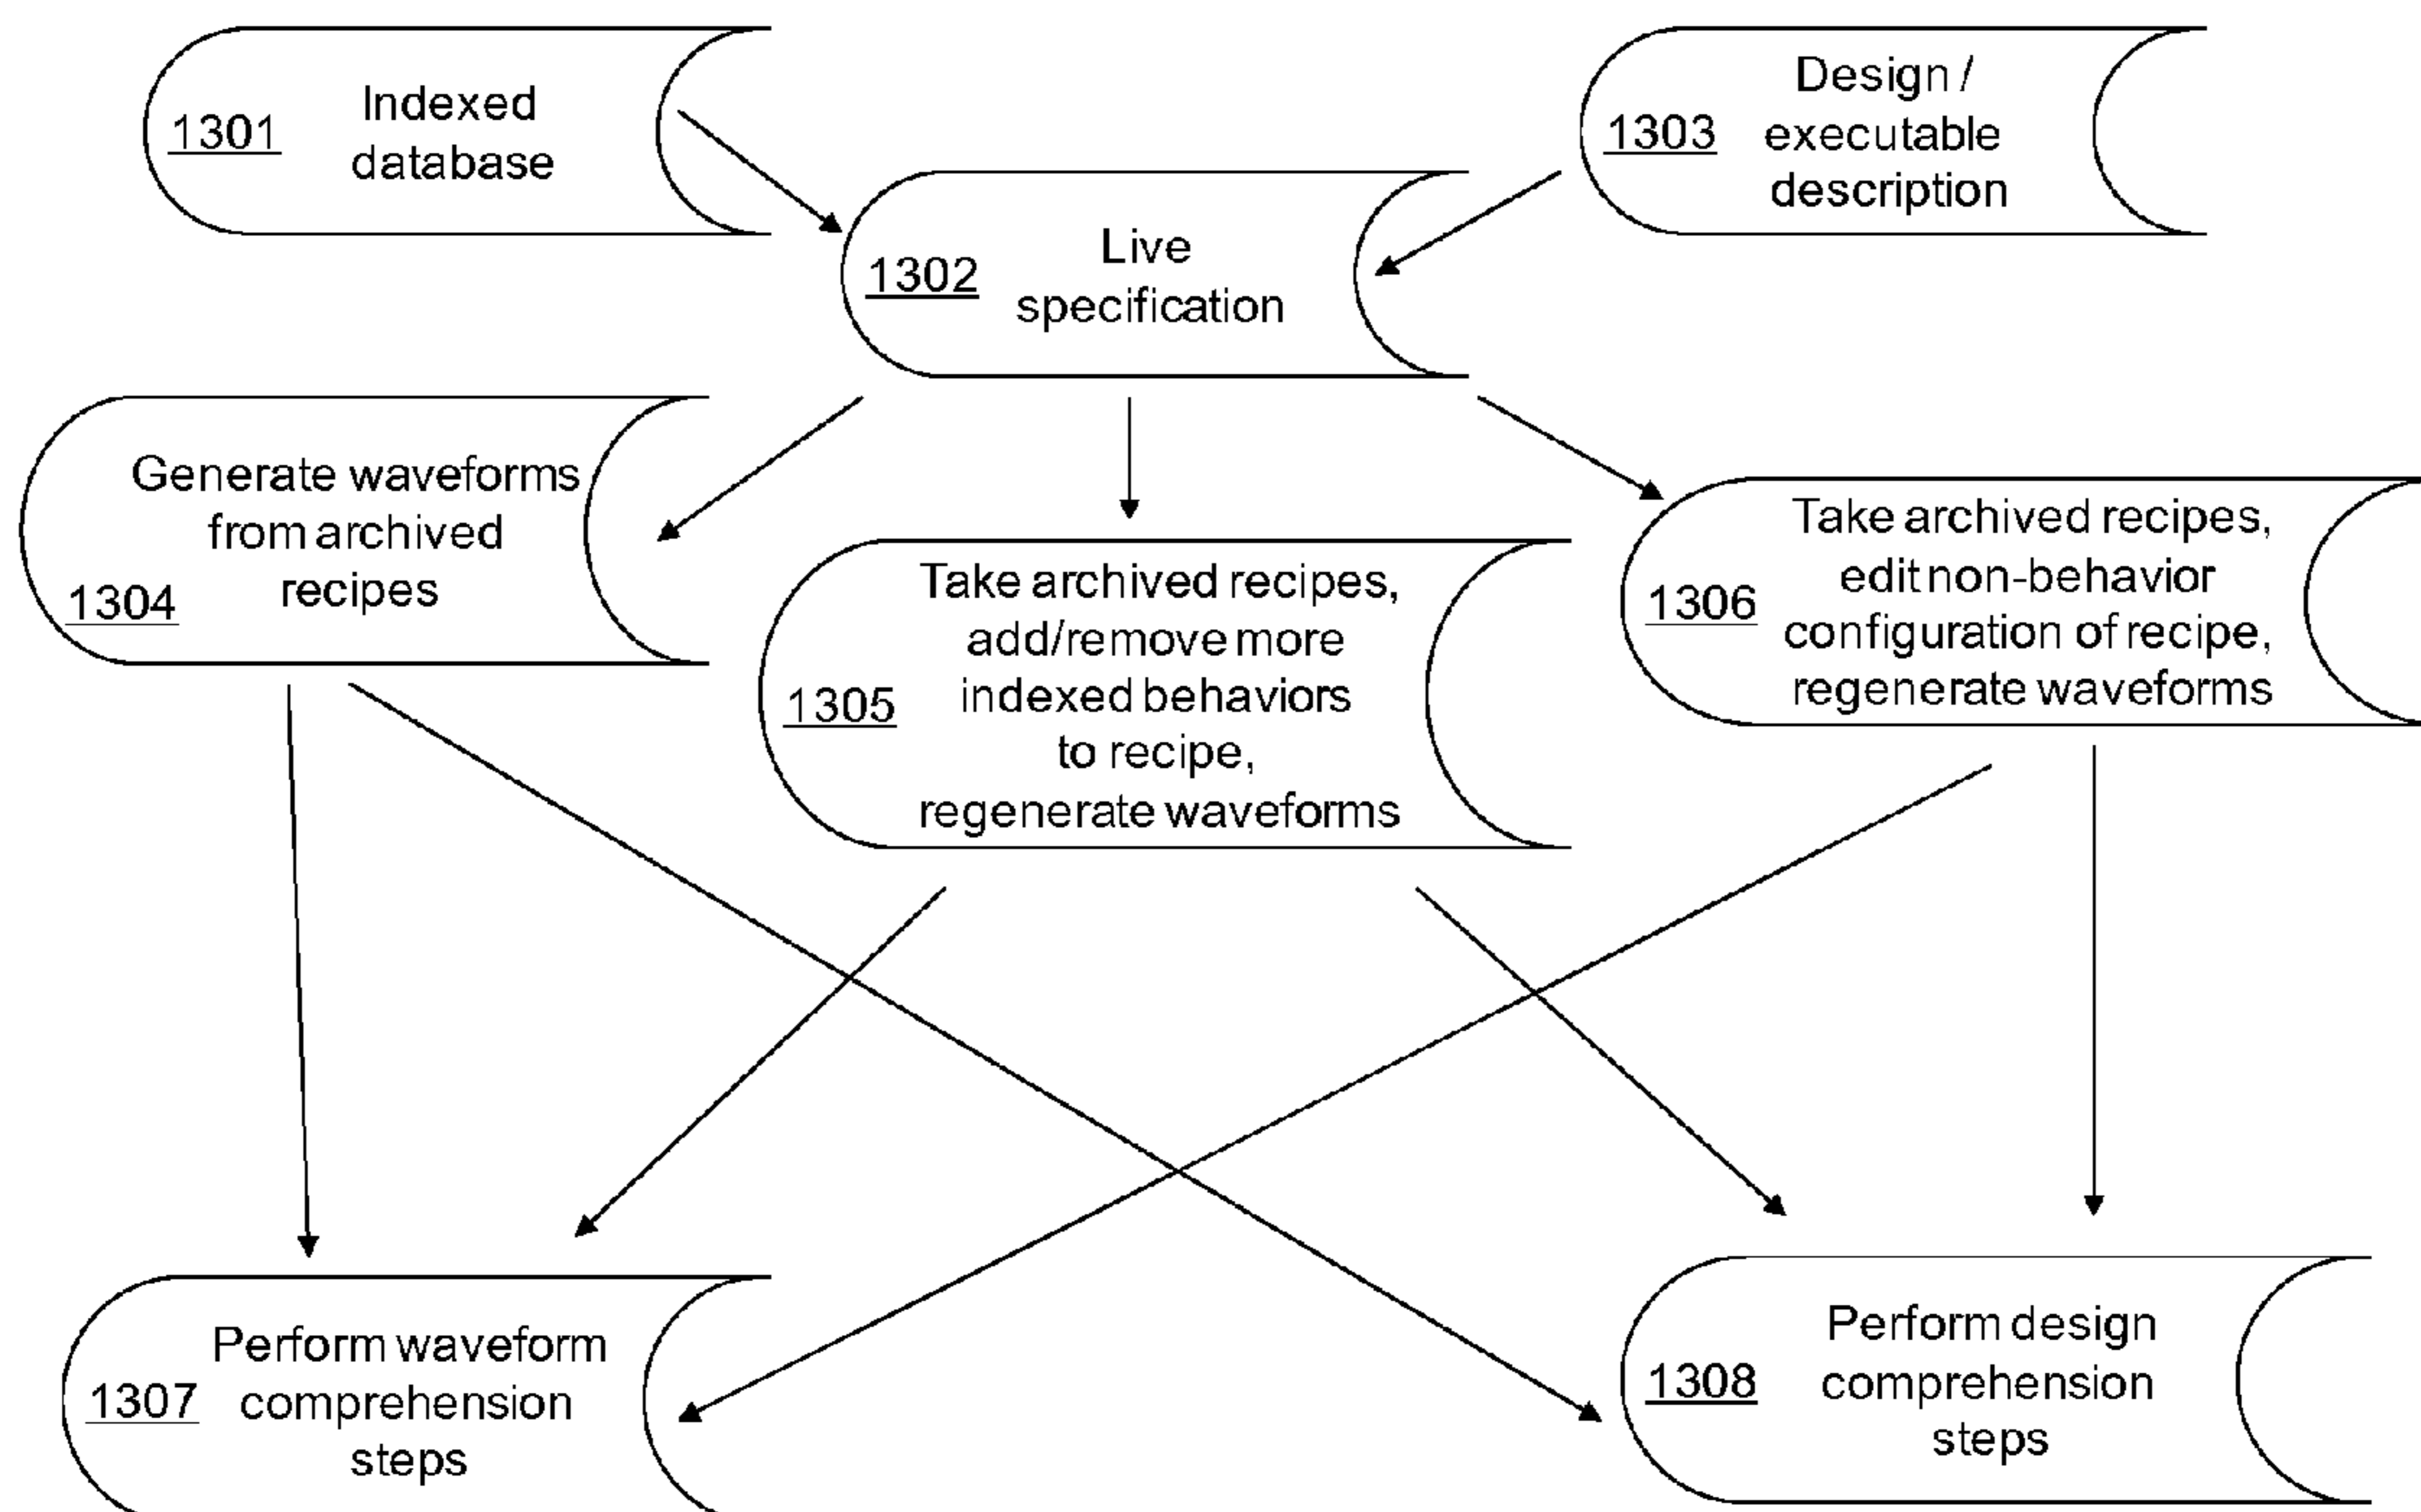 1301
Indexed
database
1303
Design /
executable
description
1302
Live
specification
Generate waveforms
from archived
recipes
1304
Take archived recipes,
add/remove more
indexed behaviors
to recipe,
regenerate waveforms
1305
Take archived recipes,
edit non-behavior
configuration of recipe,
regenerate waveforms
1306
Perform waveform
comprehension
steps
1307
Perform design
comprehension
steps
1308